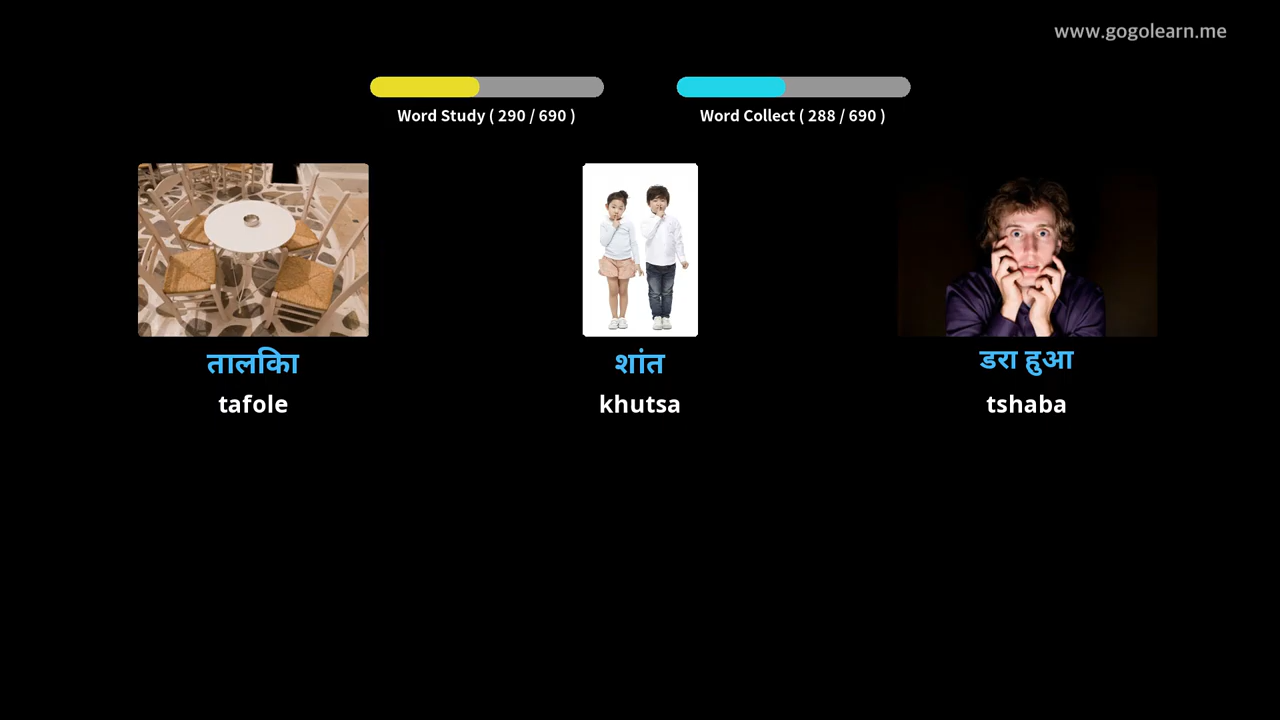 www.gogolearn.me
Word Study ( 290 / 690 )
Word Collect ( 288 / 690 )
तालिका
शांत
डरा हुआ
tafole
khutsa
tshaba